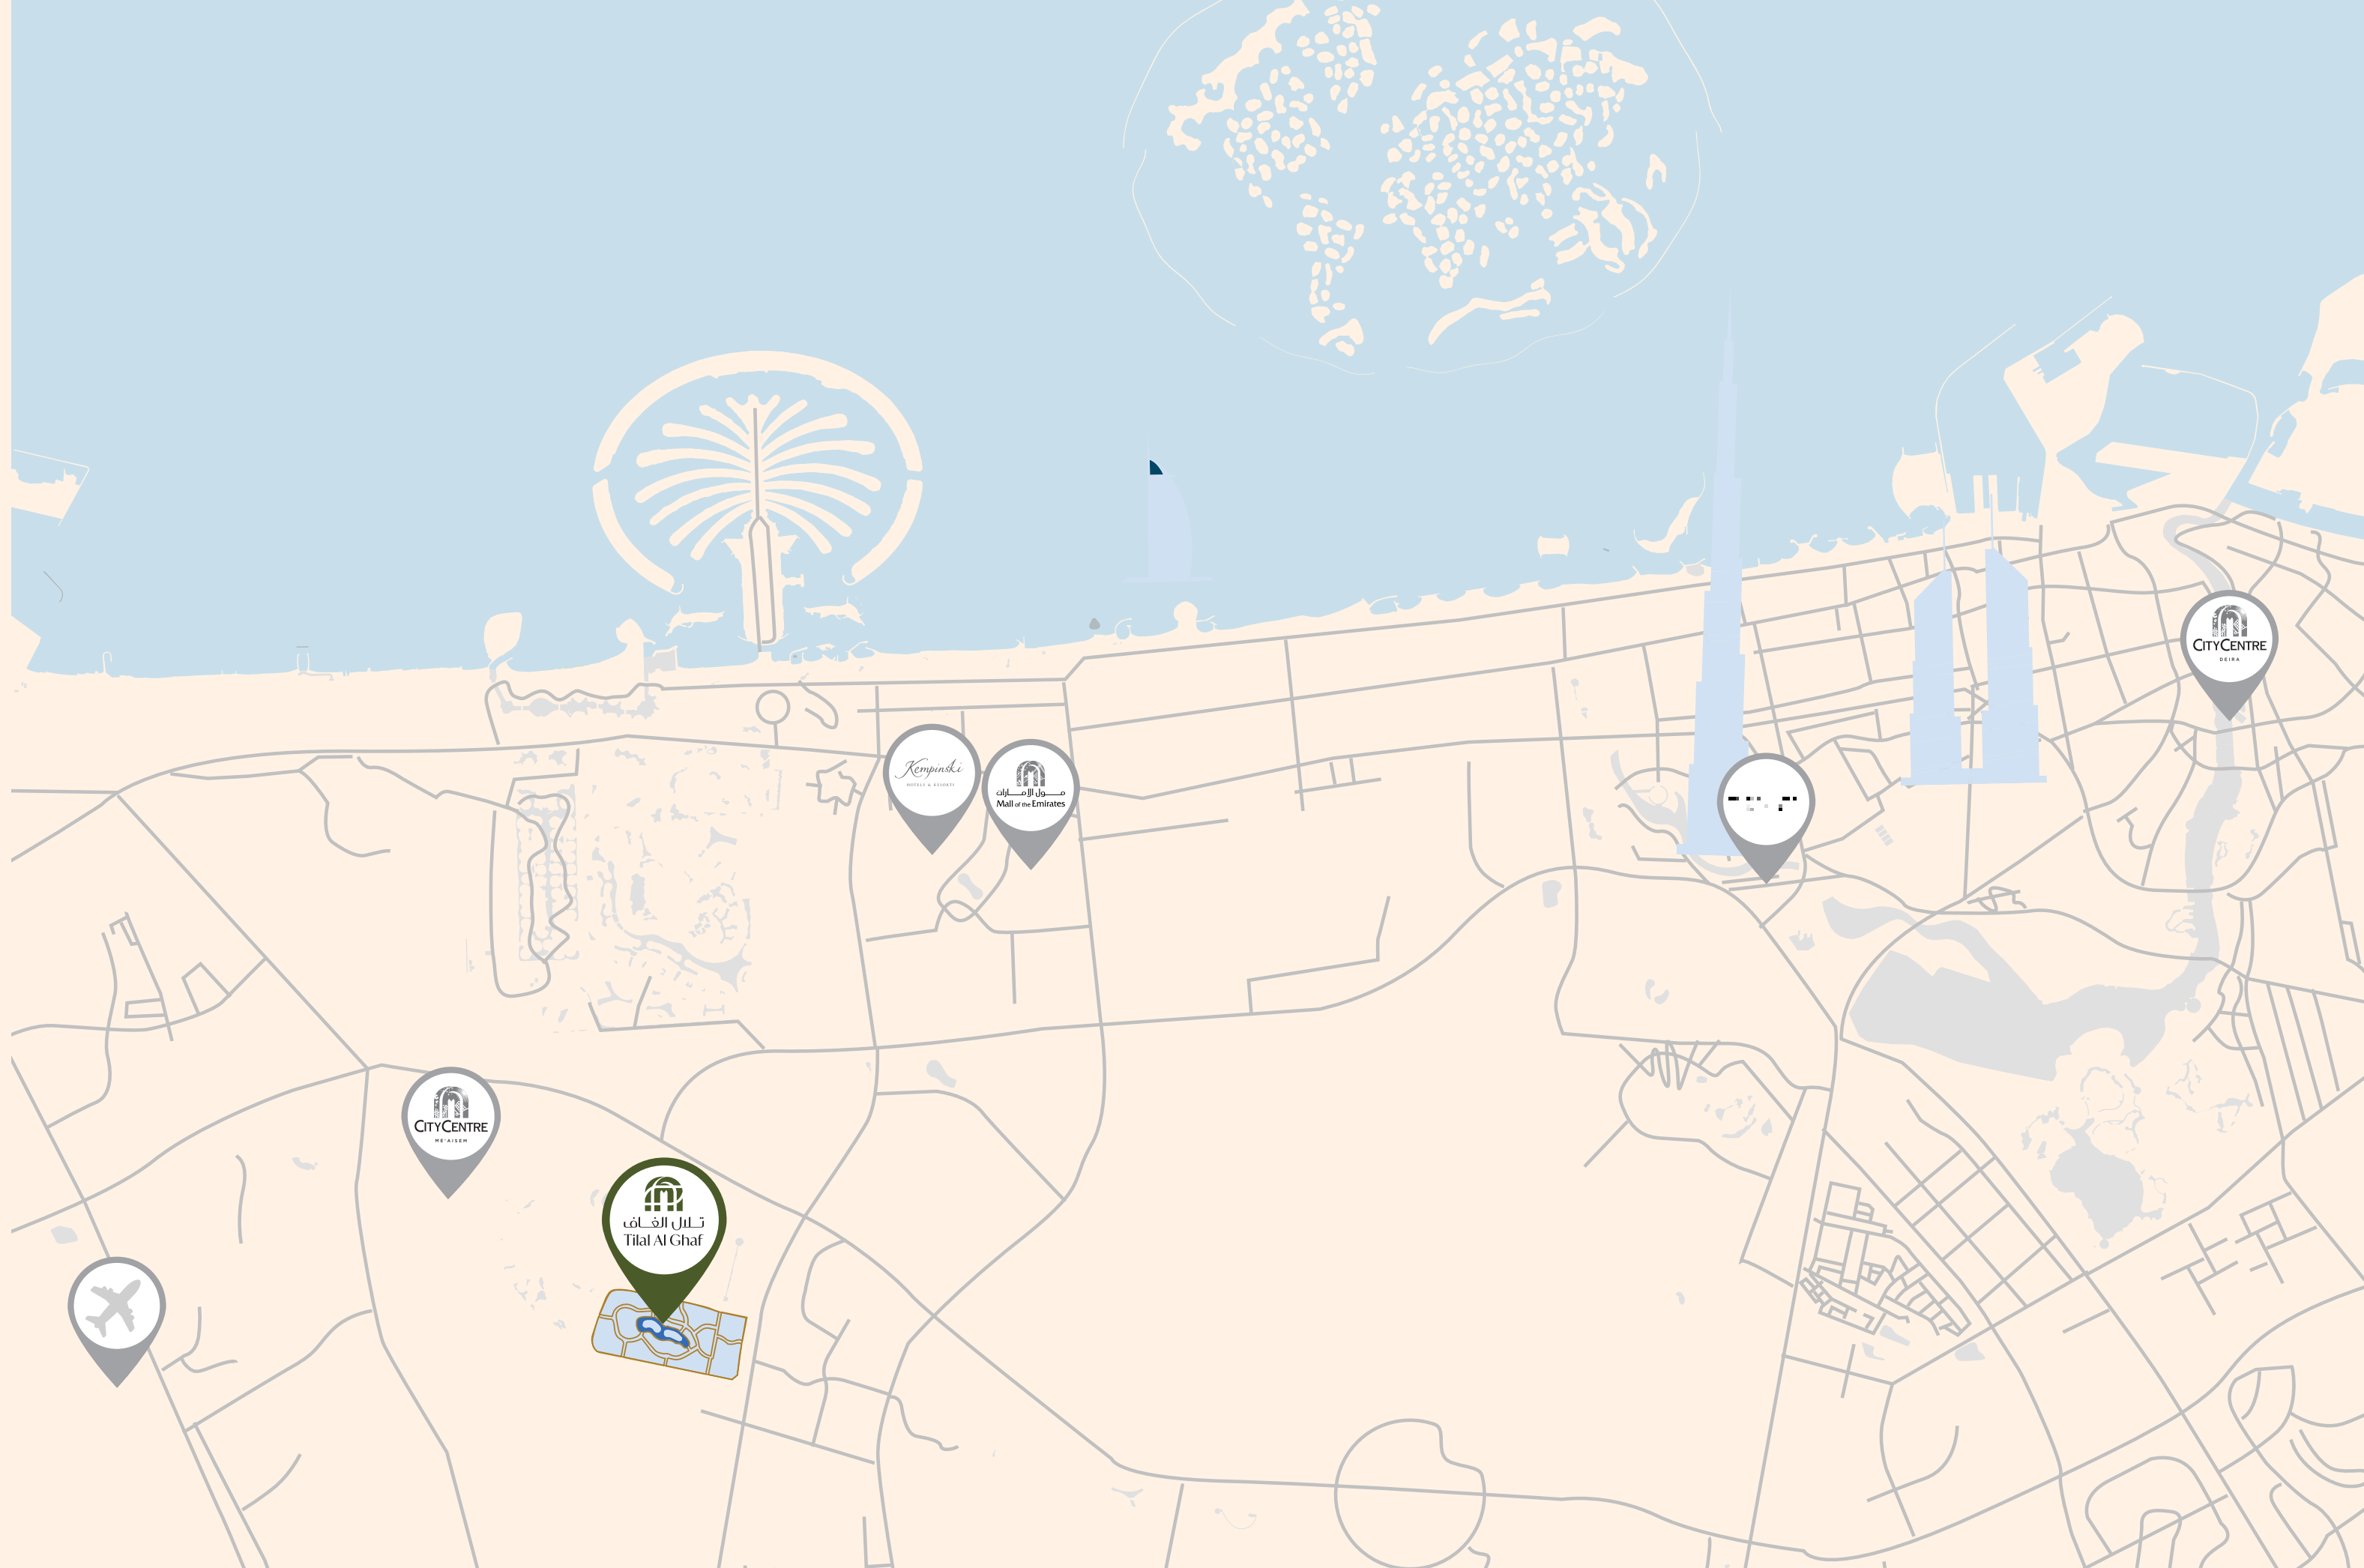 CITY CENTRE
DEIRA
Kempinski
HOTELS & RESORTS
مول الإمارات
Mall of the Emirates
CITY CENTRE
ME'AISEM
تلال الغاف
Tilal Al Ghaf